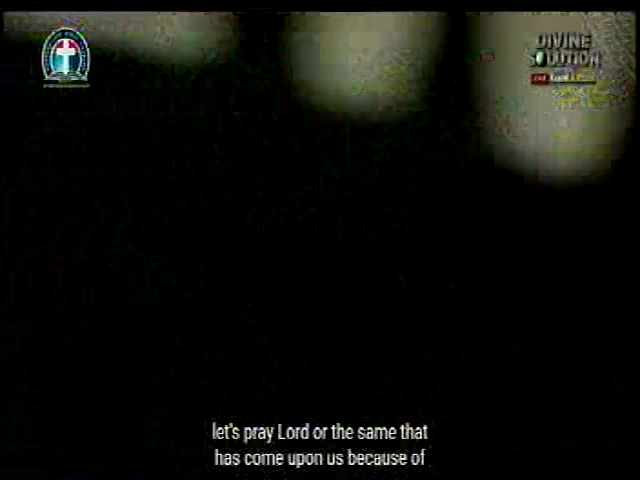 DIVINE
SOLUTION
let's pray Lord or the same that
has come upon us because of